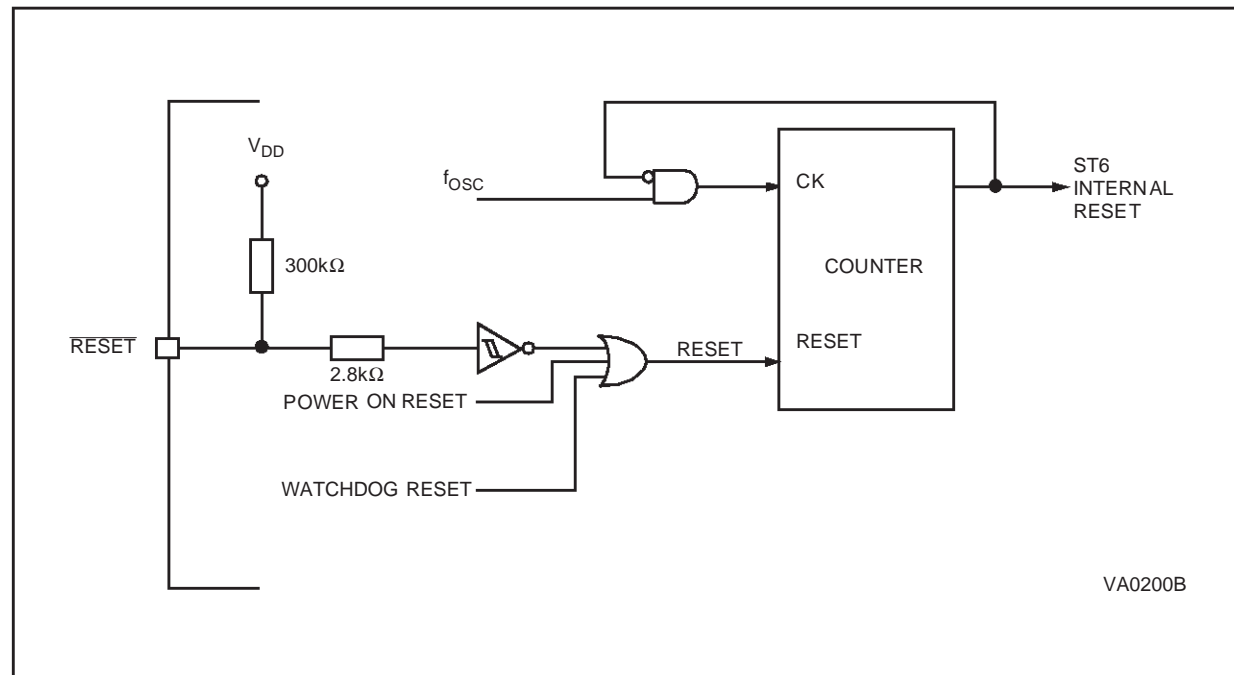 V_DD
f_OSC
CK
ST6
INTERNAL
RESET
300kΩ
COUNTER
RESET
RESET
RESET
2.8kΩ
POWER ON RESET
WATCHDOG RESET
VA0200B